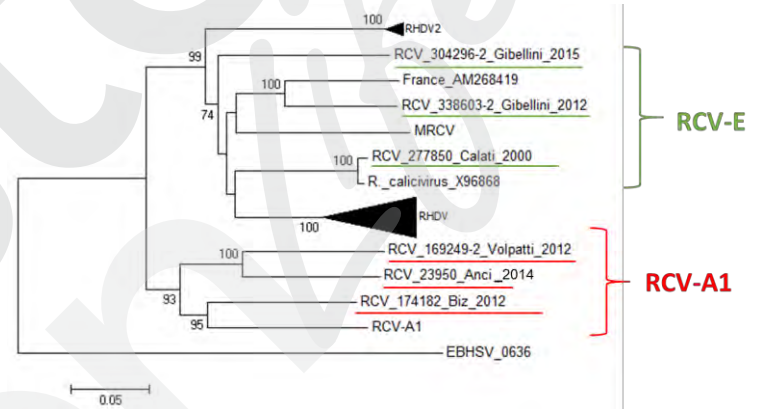 100
RHDV2
99
RCV_304296-2_Gibellini_2015
France_AM268419
100
RCV_338603-2_Gibellini_2012
74
MRCV
RCV-E
100
RCV_277850_Calati_2000
R._calicivirus_X96868
RHDV
100
RCV_169249-2_Volpatti_2012
100
RCV_23950_Anci_2014
RCV-A1
93
RCV_174182_Biz_2012
95
RCV-A1
EBHSV_0636
0.05